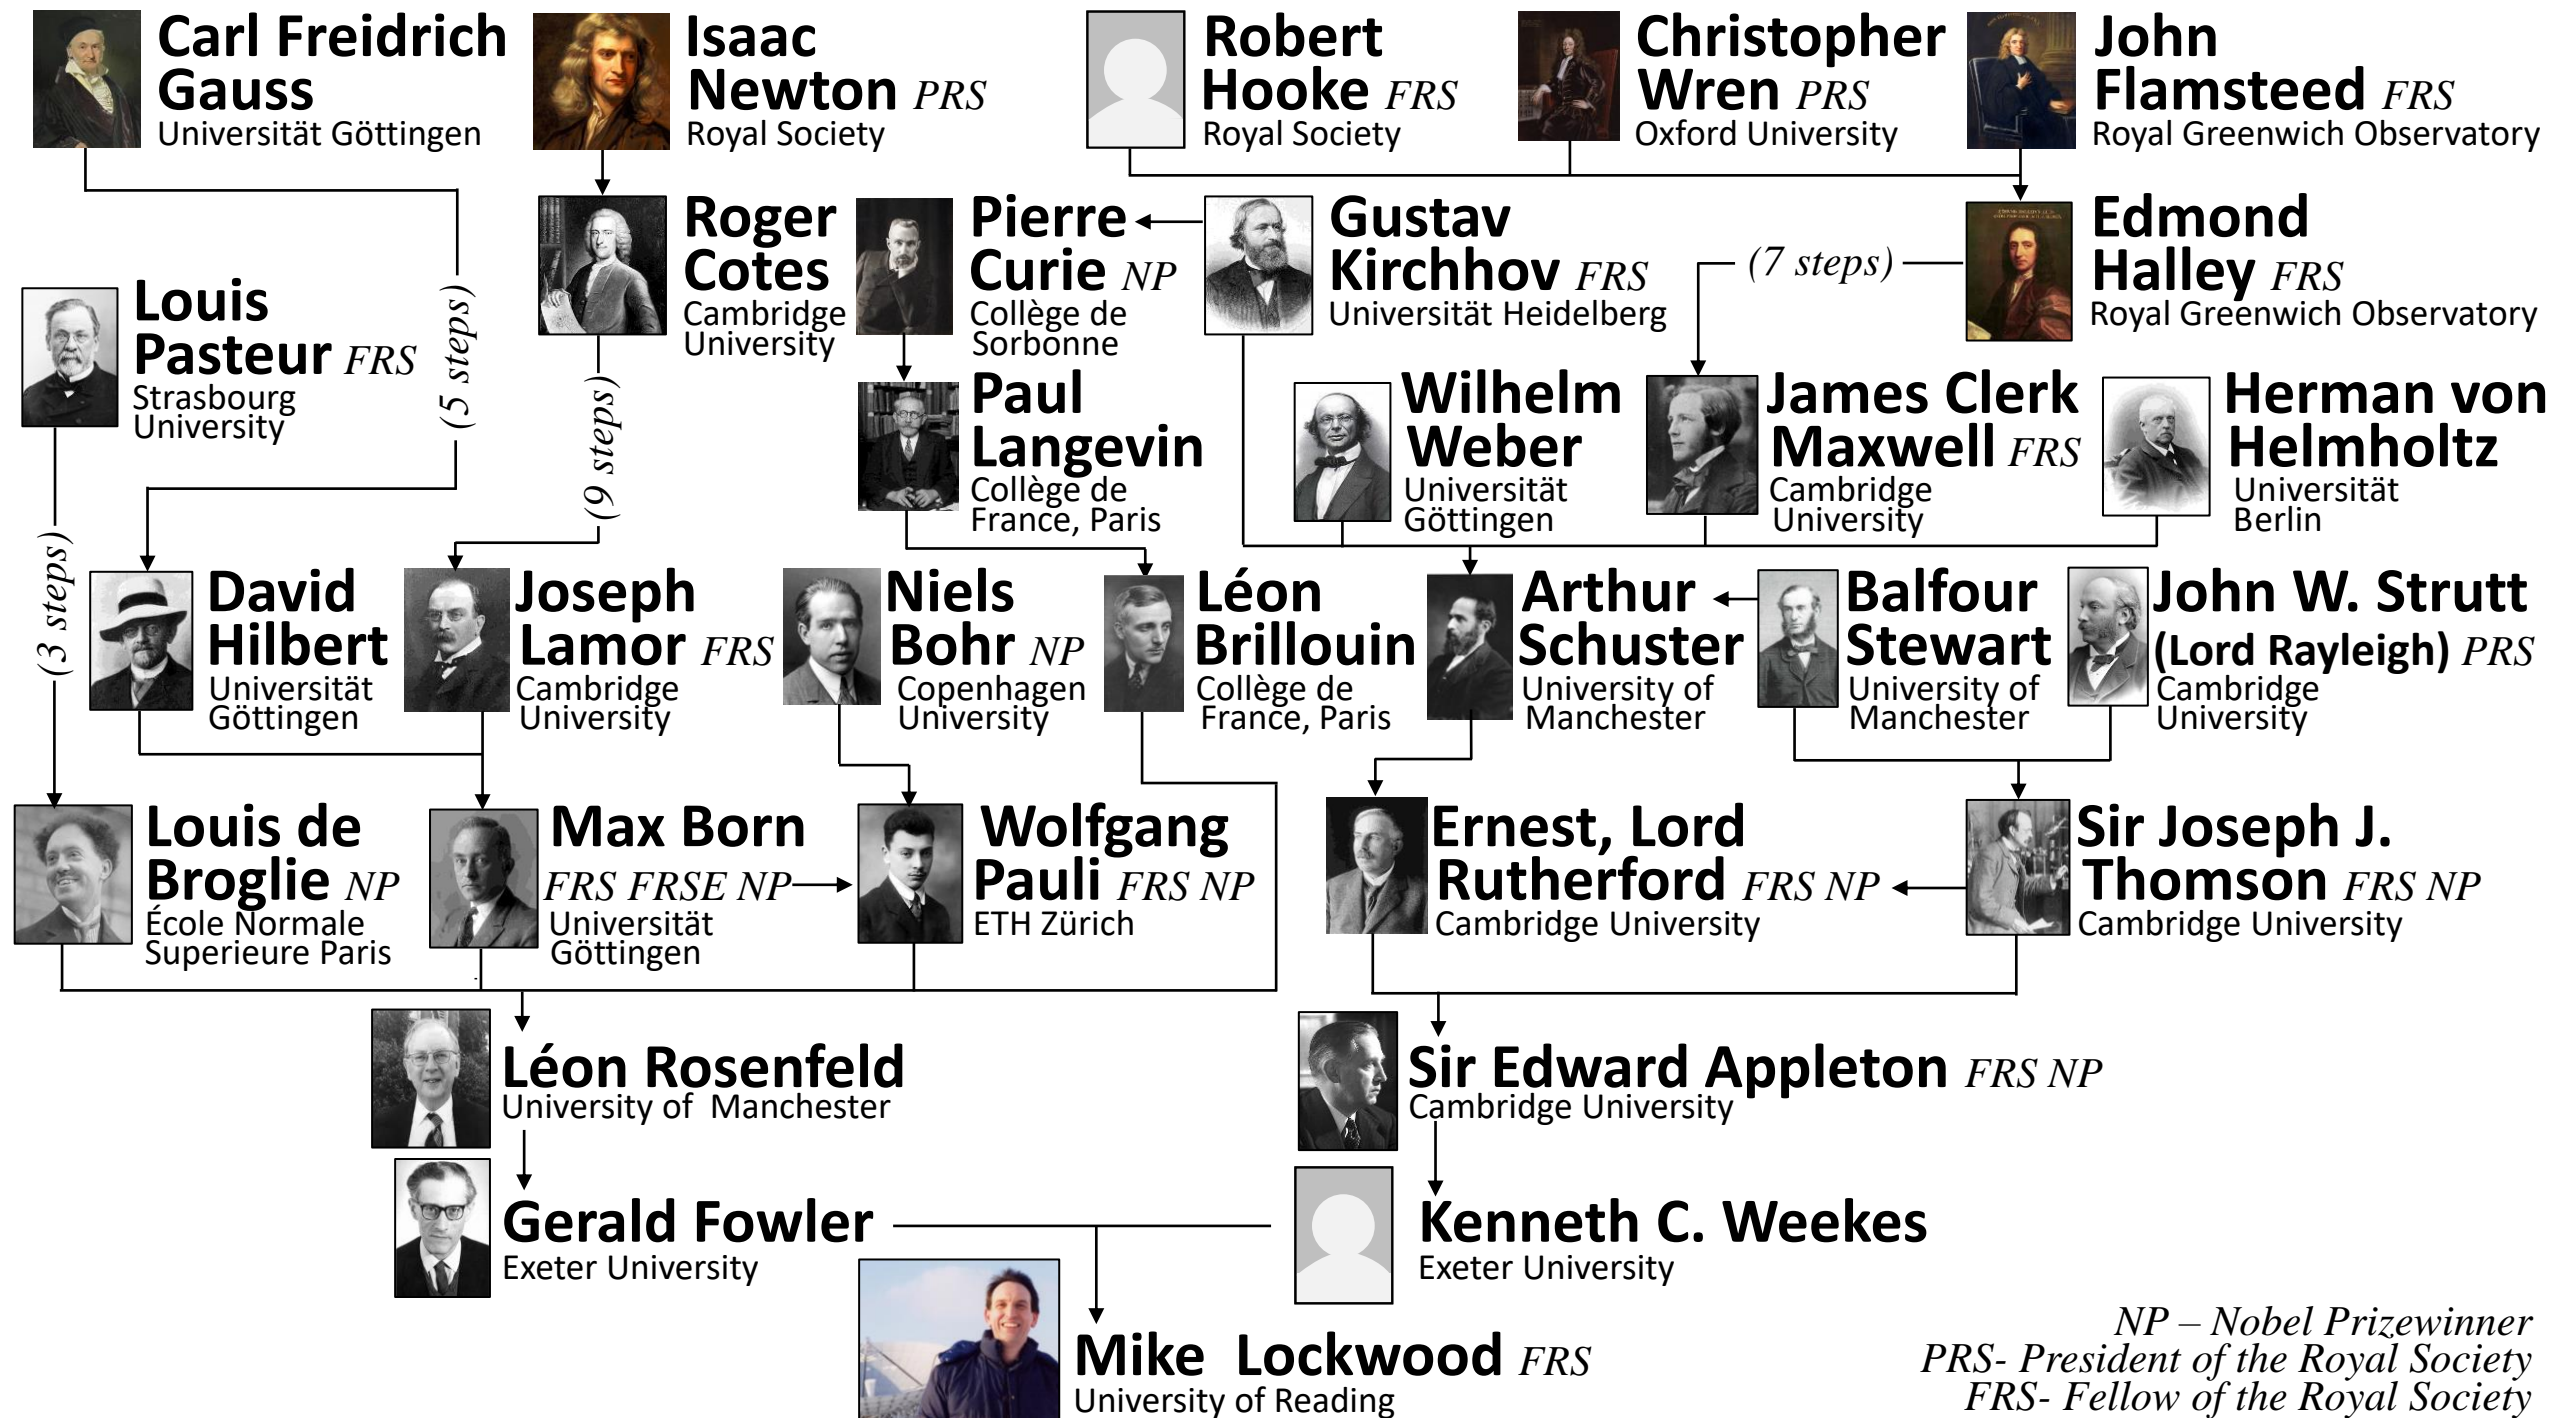 Carl Freidrich
Gauss
Universität Göttingen
Isaac
Newton PRS
Royal Society
Robert
Hooke FRS
Royal Society
Christopher
Wren PRS
Oxford University
John
Flamsteed FRS
Royal Greenwich Observatory
Louis
Pasteur FRS
Strasbourg
University
(5 steps)
Roger
Cotes
Cambridge
University
Pierre
Curie NP
Collège de
Sorbonne
Gustav
Kirchhov FRS
Universität Heidelberg
(7 steps)
Edmond
Halley FRS
Royal Greenwich Observatory
(9 steps)
Paul
Langevin
Collège de
France, Paris
Wilhelm
Weber
Universität
Göttingen
James Clerk
Maxwell FRS
Cambridge
University
Herman von
Helmholtz
Universität
Berlin
(3 steps)
David
Hilbert
Universität
Göttingen
Joseph
Lamor FRS
Cambridge
University
Niels
Bohr NP
Copenhagen
University
Léon
Brillouin
Collège de
France, Paris
Arthur
Schuster
University of
Manchester
Balfour
Stewart
University of
Manchester
John W. Strutt
(Lord Rayleigh) PRS
Cambridge
University
Louis de
Broglie NP
École Normale
Superieure Paris
Max Born
FRS FRSE NP
Universität
Göttingen
Wolfgang
Pauli FRS NP
ETH Zürich
Ernest, Lord
Rutherford FRS NP
Cambridge University
Sir Joseph J.
Thomson FRS NP
Cambridge University
Léon Rosenfeld
University of Manchester
Sir Edward Appleton FRS NP
Cambridge University
Gerald Fowler
Exeter University
Kenneth C. Weekes
Exeter University
Mike Lockwood FRS
University of Reading
NP – Nobel Prizewinner
PRS- President of the Royal Society
FRS- Fellow of the Royal Society